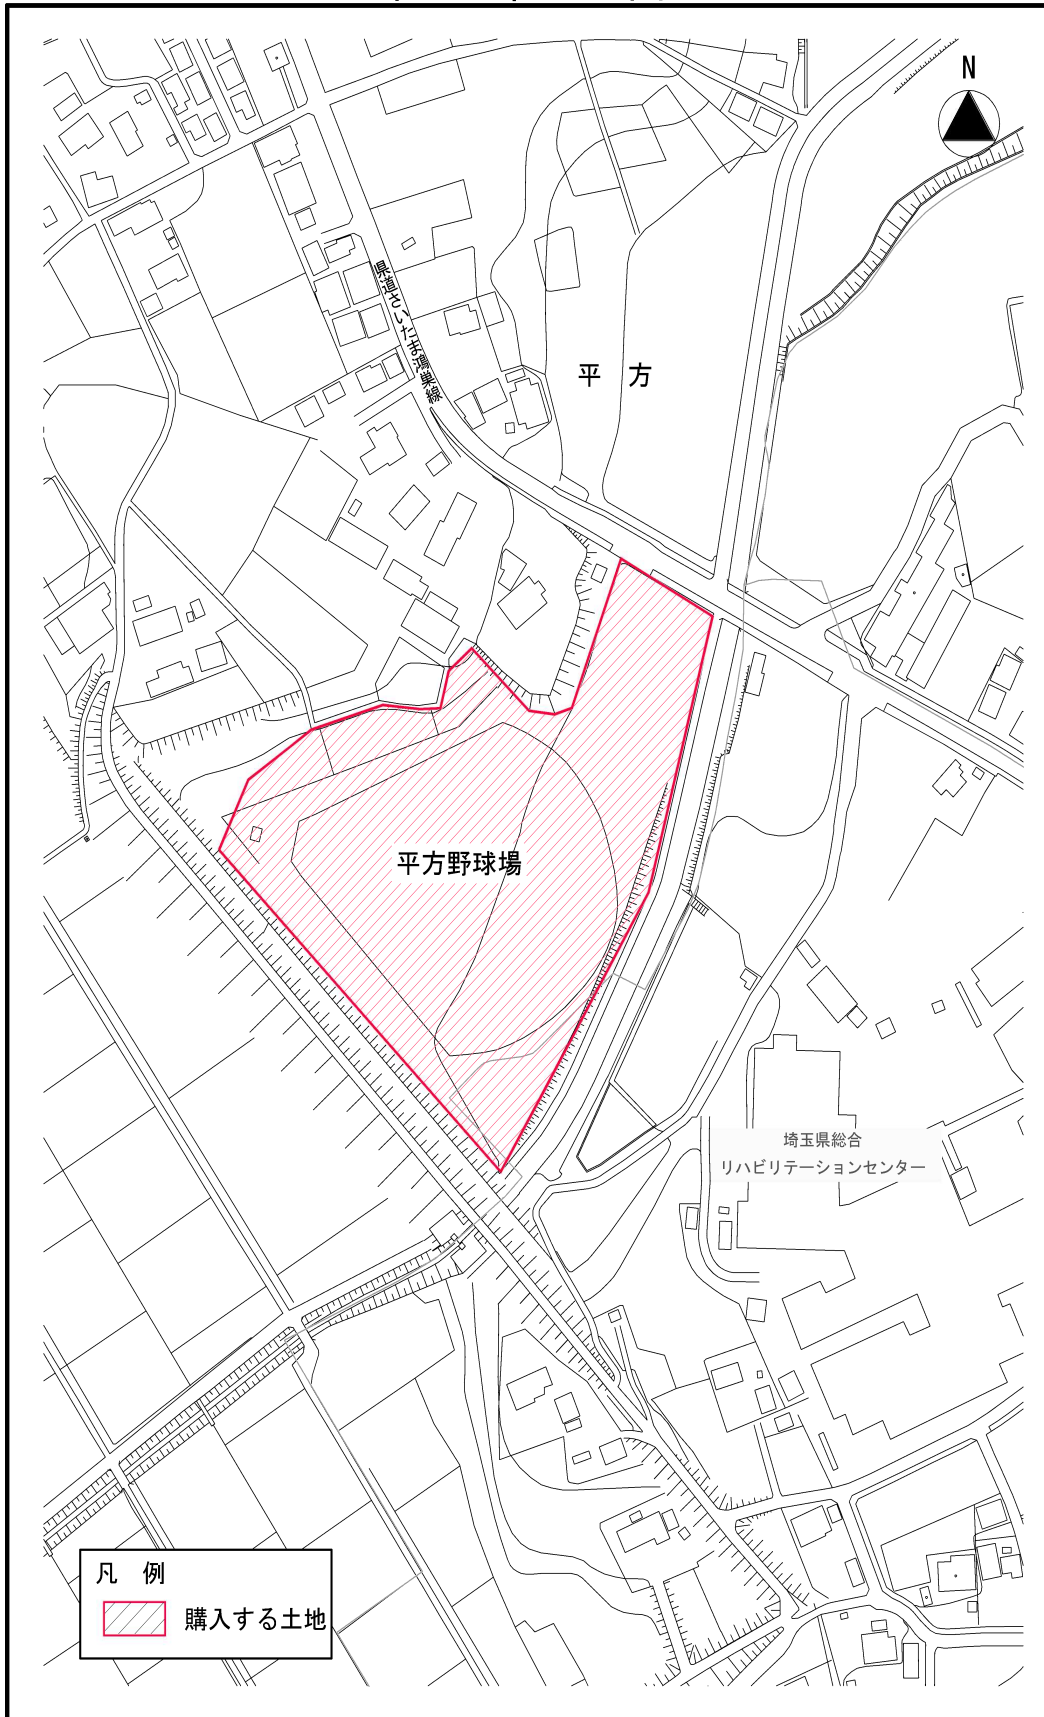 N
県道さいたま鴻巣線
平 方
平方野球場
埼玉県総合
リハビリテーションセンター
凡 例
購入する土地